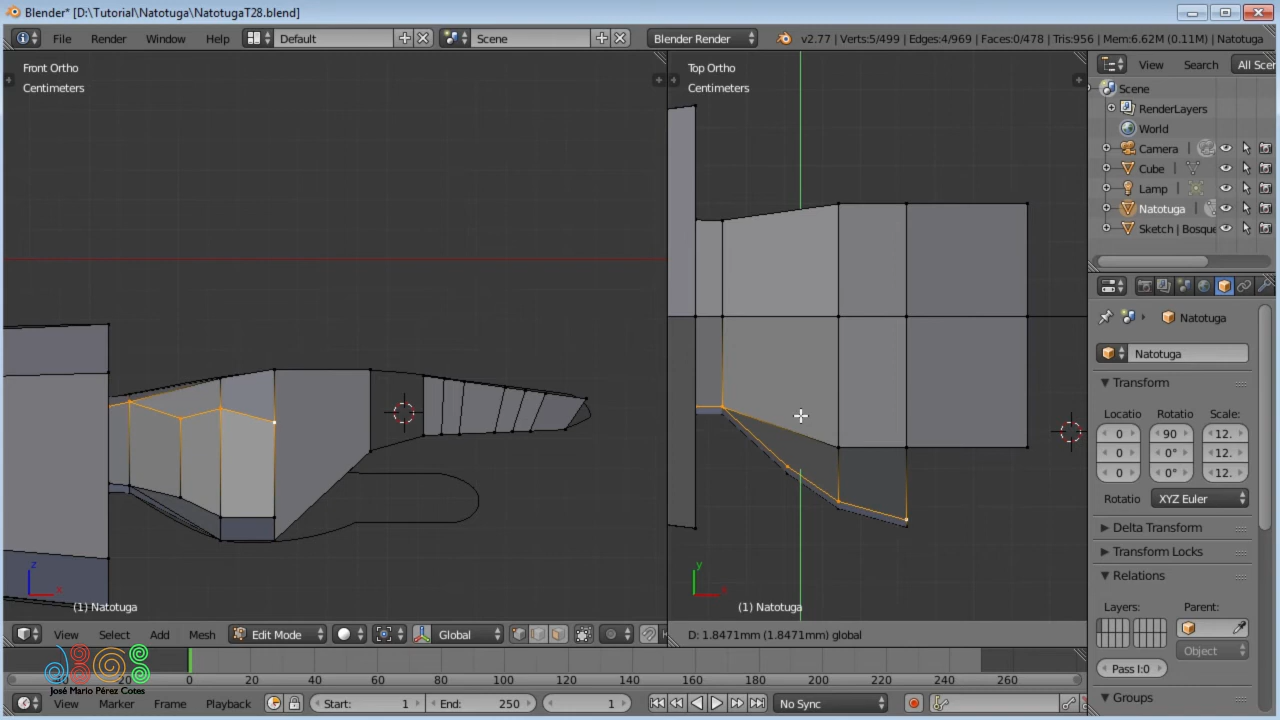 Blender* [D:\Tutorial\Natotuga\NatotugaT28.blend]
File Render Window Help Default Scene Blender Render v2.77 | Verts:5/499 | Edges:4/969 | Faces:0/478 | Tris:956 | Mem:6.62M (0.11M) | Natotuga
Front Ortho
Centimeters
Top Ortho
Centimeters
View Search All Scen
Scene
RenderLayers
World
Camera
Cube
Lamp
Natotuga
Sketch | Bosque
Natotuga
Natotuga
Transform
Locatio Rotatio Scale:
0 90 12.
0 0° 12.
0 0° 12.
Rotatio XYZ Euler
Delta Transform
Transform Locks
Relations
Layers: Parent:
Object
Pass I:0
Groups
z
x
(1) Natotuga
y
x
(1) Natotuga
View Select Add Mesh Edit Mode Global
D: 1.8471mm (1.8471mm) global
0 20 40 60 80 100 120 140 160 180 200 220 240 260
José Mario Pérez Cotes
View Marker Frame Playback Start: 1 End: 250 1 No Sync